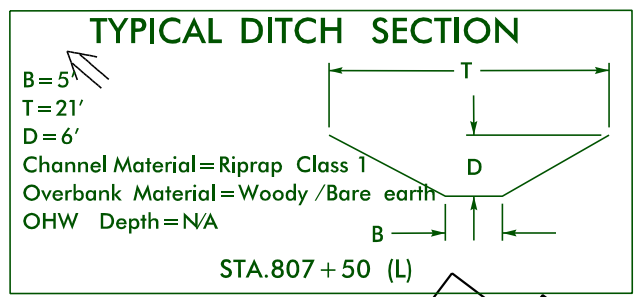 TYPICAL DITCH SECTION
B=5'
T=21'
D=6'
Channel Material=Riprap Class 1
Overbank Material=Woody/Bare earth
OHW Depth=N/A
T
D
B
STA.807+50 (L)